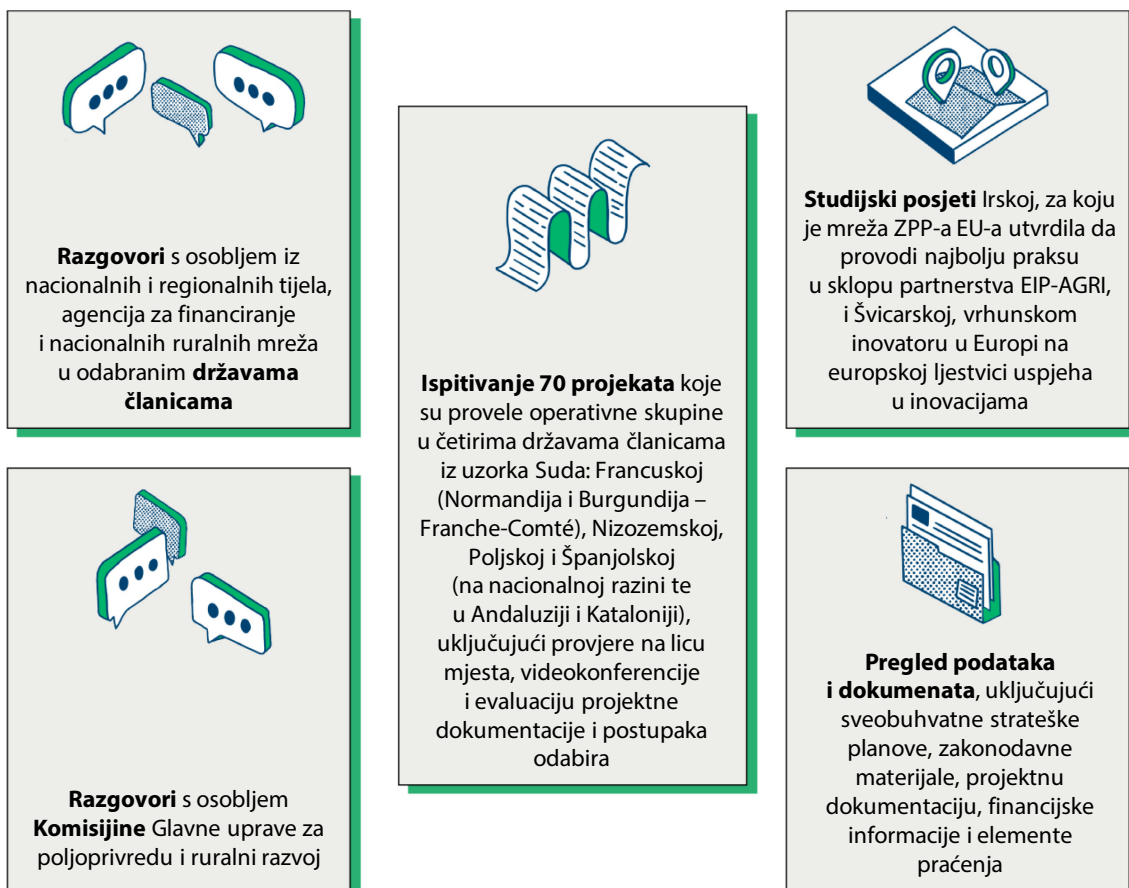 Razgovori s osobljem iz
nacionalnih i regionalnih tijela,
agencija za financiranje
i nacionalnih ruralnih mreža
u odabranim državama
članicama
Razgovori s osobljem
Komisijine Glavne uprave za
poljoprivredu i ruralni razvoj
Ispitivanje 70 projekata koje
su provele operativne skupine
u četirima državama članicama
iz uzorka Suda: Francuskoj
(Normandija i Burgundija –
Franche-Comté), Nizozemskoj,
Poljskoj i Španjolskoj
(na nacionalnoj razini te
u Andaluziji i Kataloniji),
uključujući provjere na licu
mjesta, videokonferencije
i evaluaciju projektne
dokumentacije i postupaka
odabira
Studijski posjeti Irskoj, za koju
je mreža ZPP-a EU-a utvrdila da
provodi najbolju praksu
u sklopu partnerstva EIP-AGRI,
i Švicarskoj, vrhunskom
inovatoru u Europi na
europskoj ljestvici uspjeha
u inovacijama
Pregled podataka
i dokumenata, uključujući
sveobuhvatne strateške
planove, zakonodavne
materijale, projektnu
dokumentaciju, financijske
informacije i elemente
praćenja